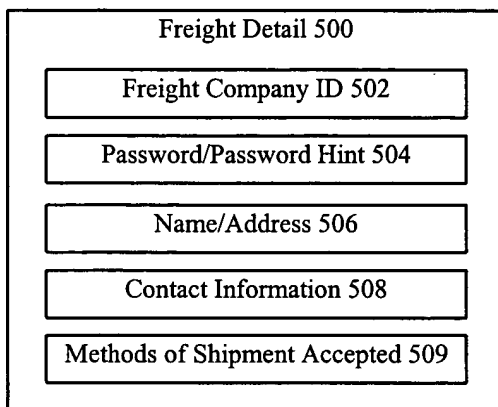 Freight Detail 500
Freight Company ID 502
Password/Password Hint 504
Name/Address 506
Contact Information 508
Methods of Shipment Accepted 509